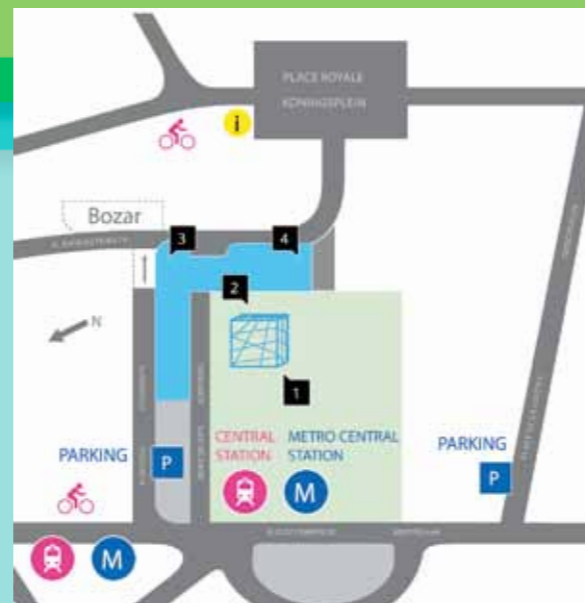 PLACE ROYALE
KONINGSPLEIN
i
Bozar
3
4
2
N
1
CENTRAL
STATION
METRO CENTRAL
STATION
PARKING
P
M
PARKING
P
M